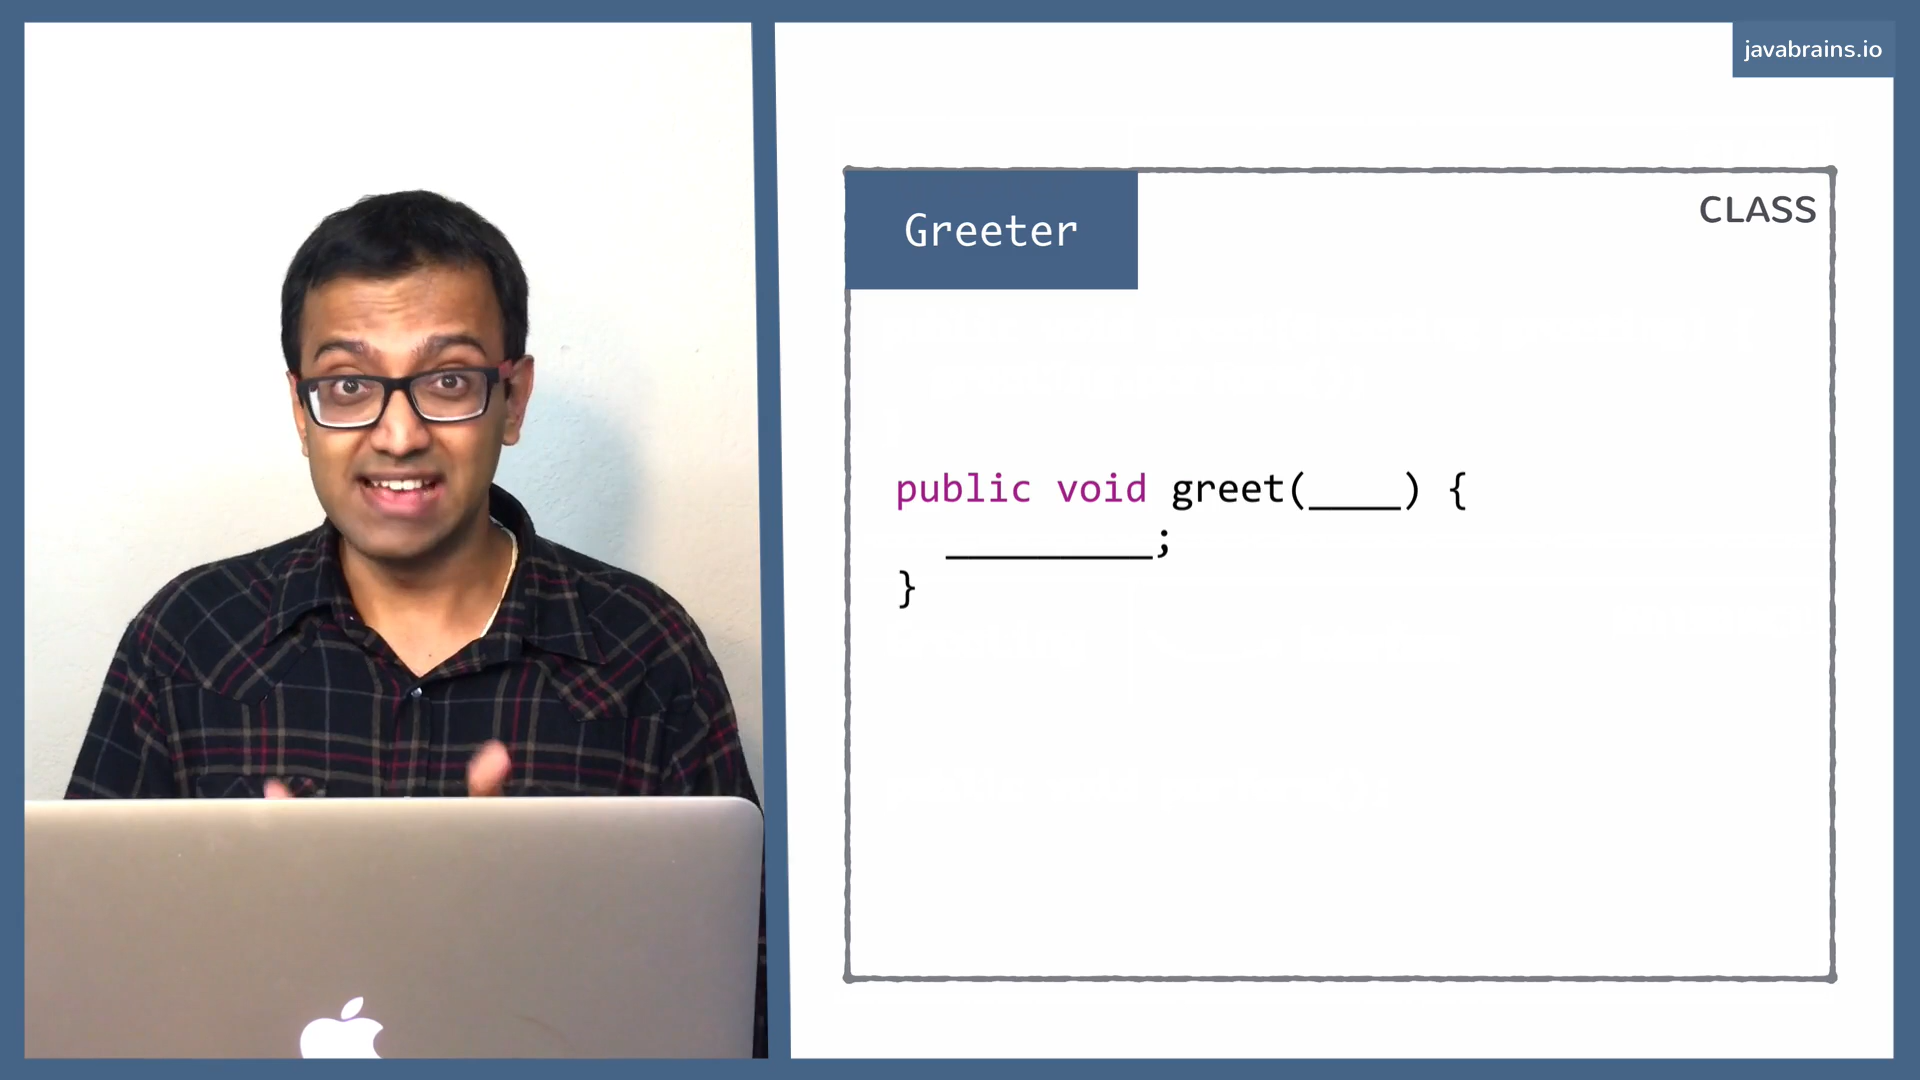 javabrains.io
Greeter
CLASS
public void greet(____) {
_________;
}